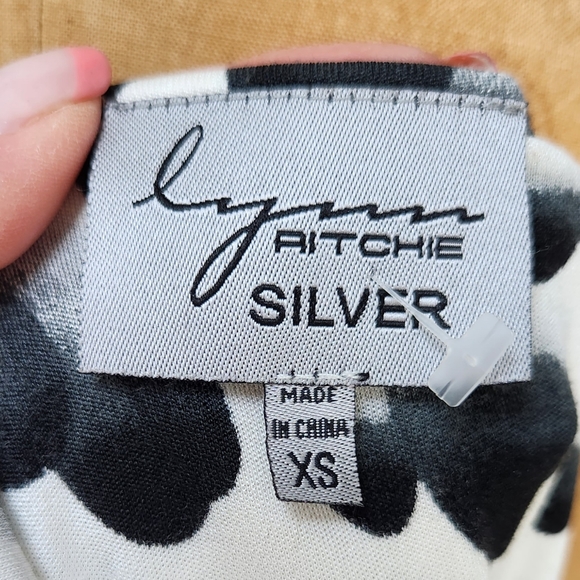 lynn
RITCHIE
SILVER
MADE
IN CHINA
XS